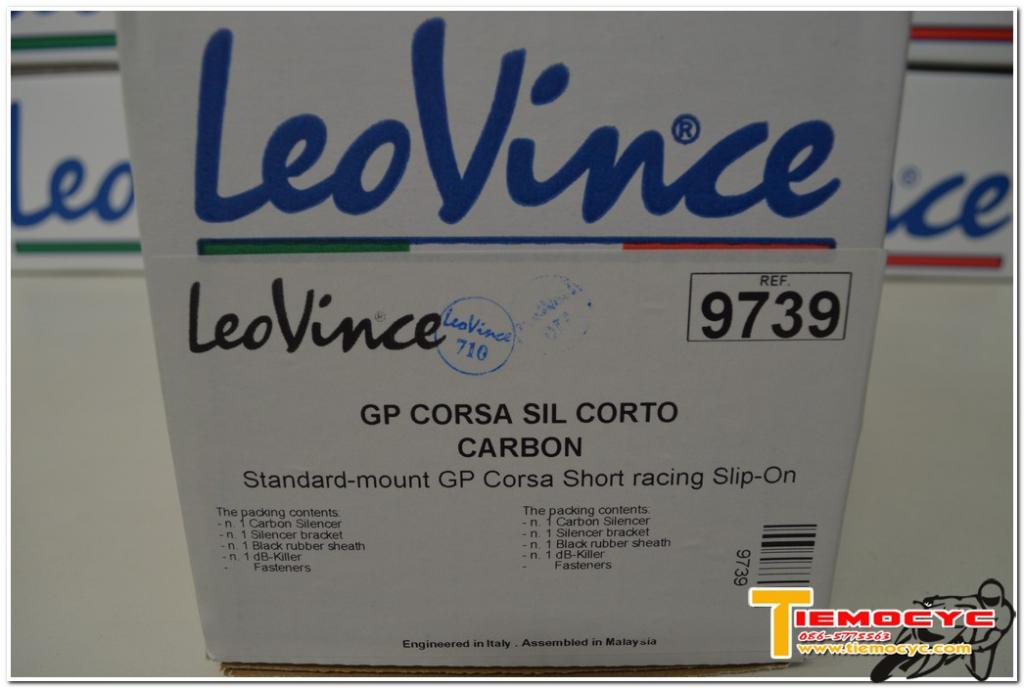 LeoVince®
Leo
ce
LeoVince®
LeoVince
710
REF.
9739
GP CORSA SIL CORTO
CARBON
Standard-mount GP Corsa Short racing Slip-On
The packing contents:
- n. 1 Carbon Silencer
- n. 1 Silencer bracket
- n. 1 Black rubber sheath
- n. 1 dB-Killer
- Fasteners
The packing contents:
- n. 1 Carbon Silencer
- n. 1 Silencer bracket
- n. 1 Black rubber sheath
- n. 1 dB-Killer
- Fasteners
9739
Engineered in Italy . Assembled in Malaysia
TIEMOCYC
086-5775563
www.tiemocyc.com